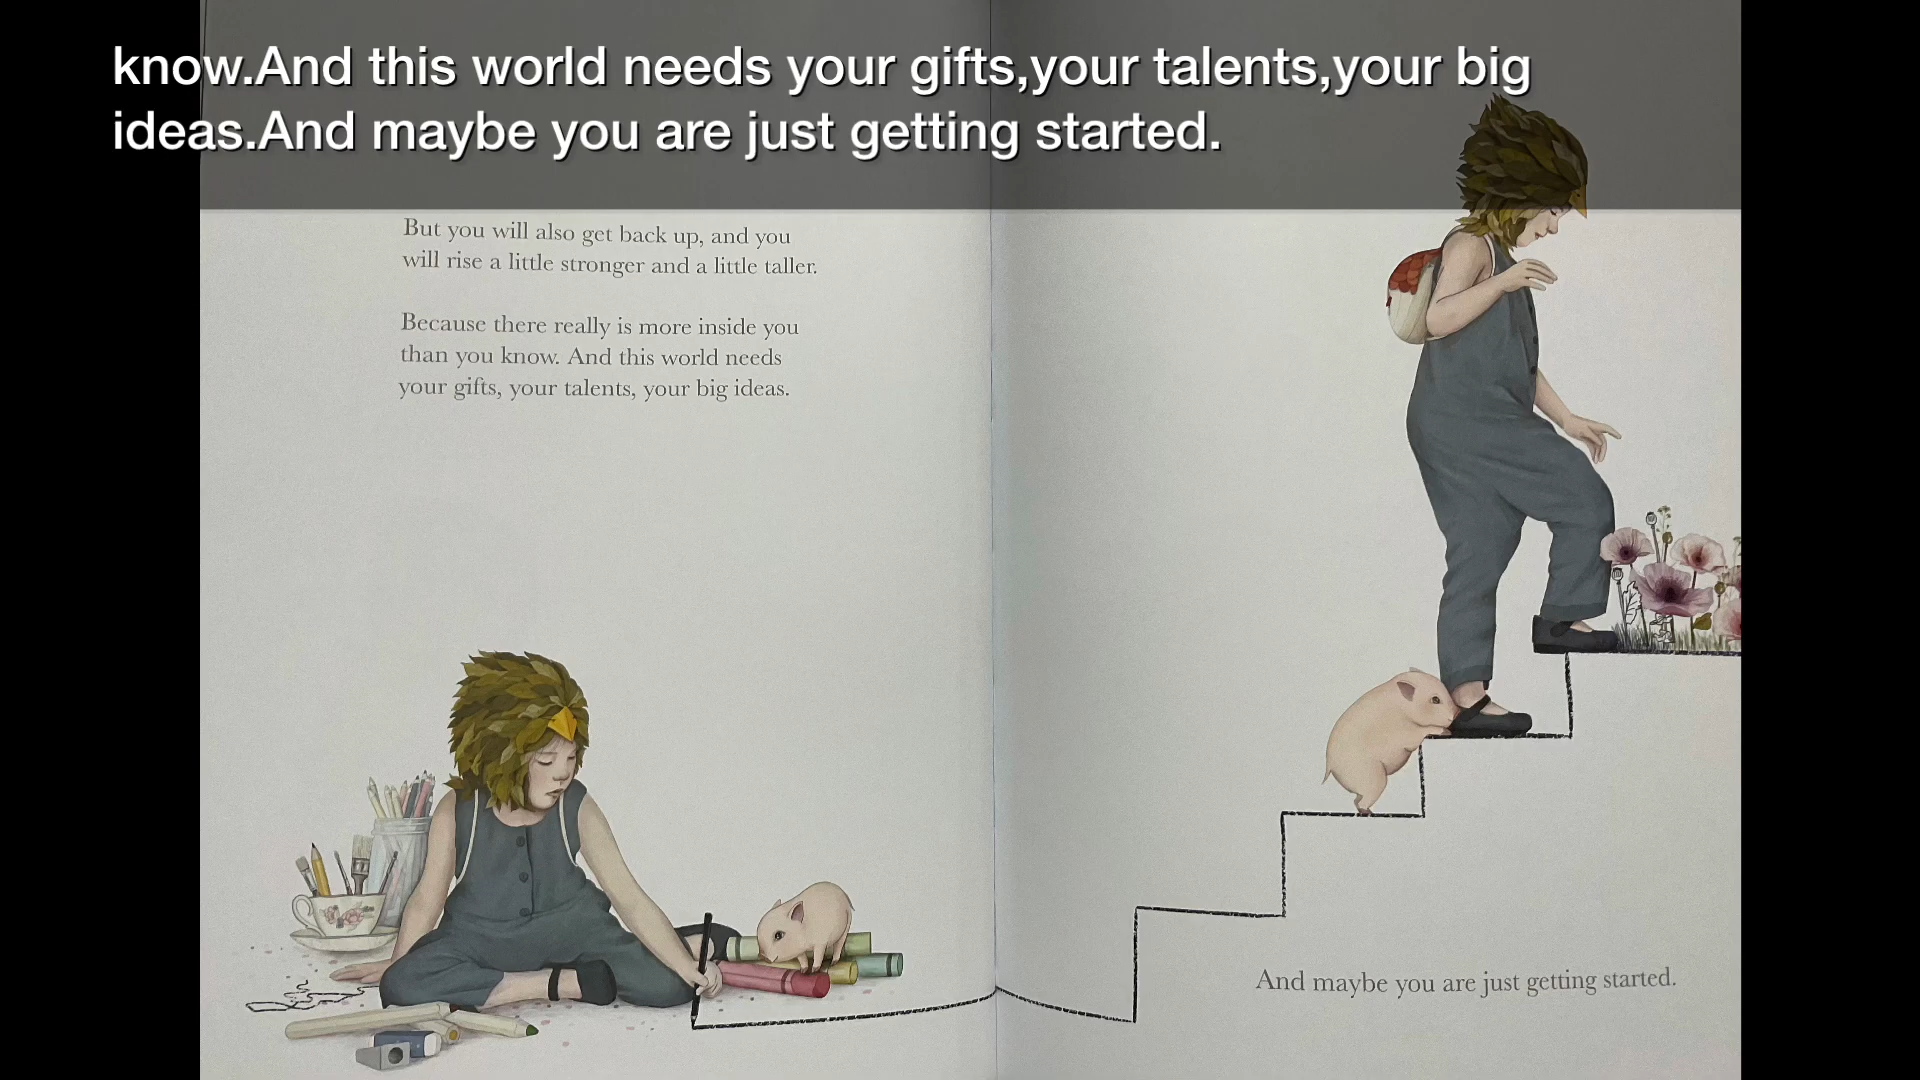 know.And this world needs your gifts,your talents,your big
ideas.And maybe you are just getting started.
But you will also get back up, and you
will rise a little stronger and a little taller.
Because there really is more inside you
than you know. And this world needs
your gifts, your talents, your big ideas.
And maybe you are just getting started.